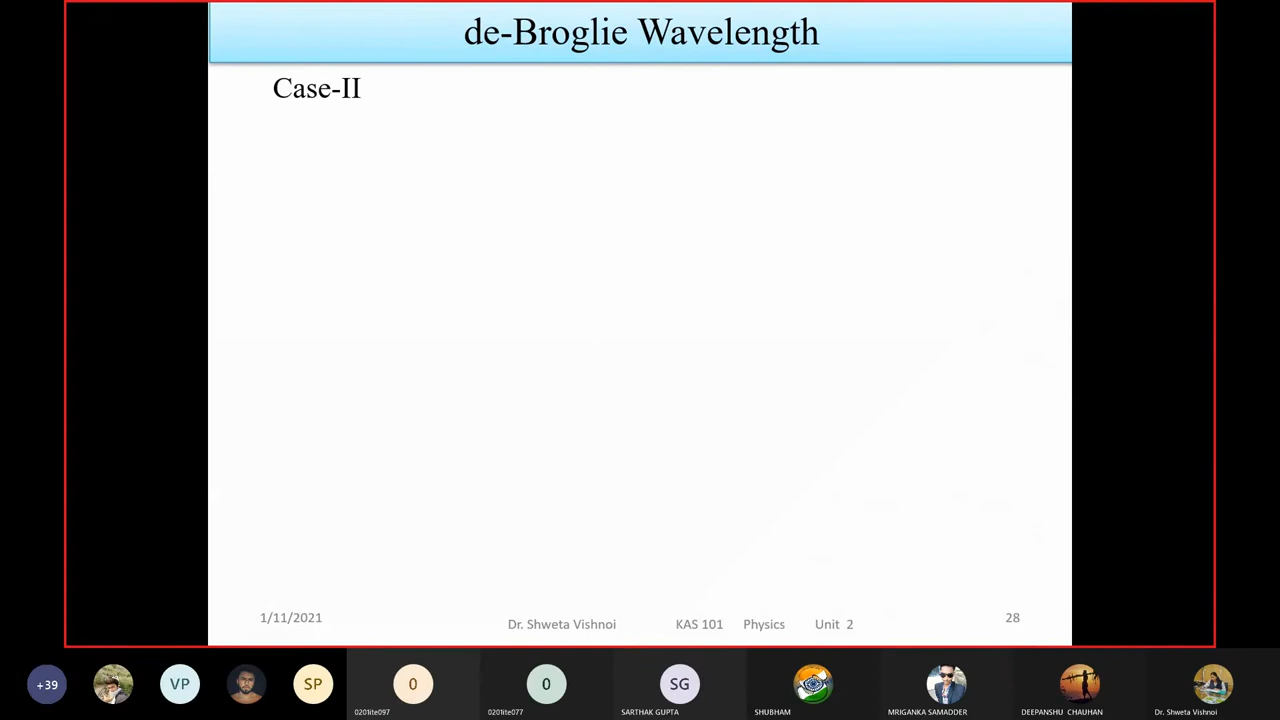 de-Broglie Wavelength
Case-II
1/11/2021
Dr. Shweta Vishnoi KAS 101 Physics Unit 2
28
+39
VP
SP
0
0201ite097
0
0201ite077
SG
SARTHAK GUPTA
SHUBHAM
MRIGANKA SAMADDER
DEEPANSHU CHAUHAN
Dr. Shweta Vishnoi